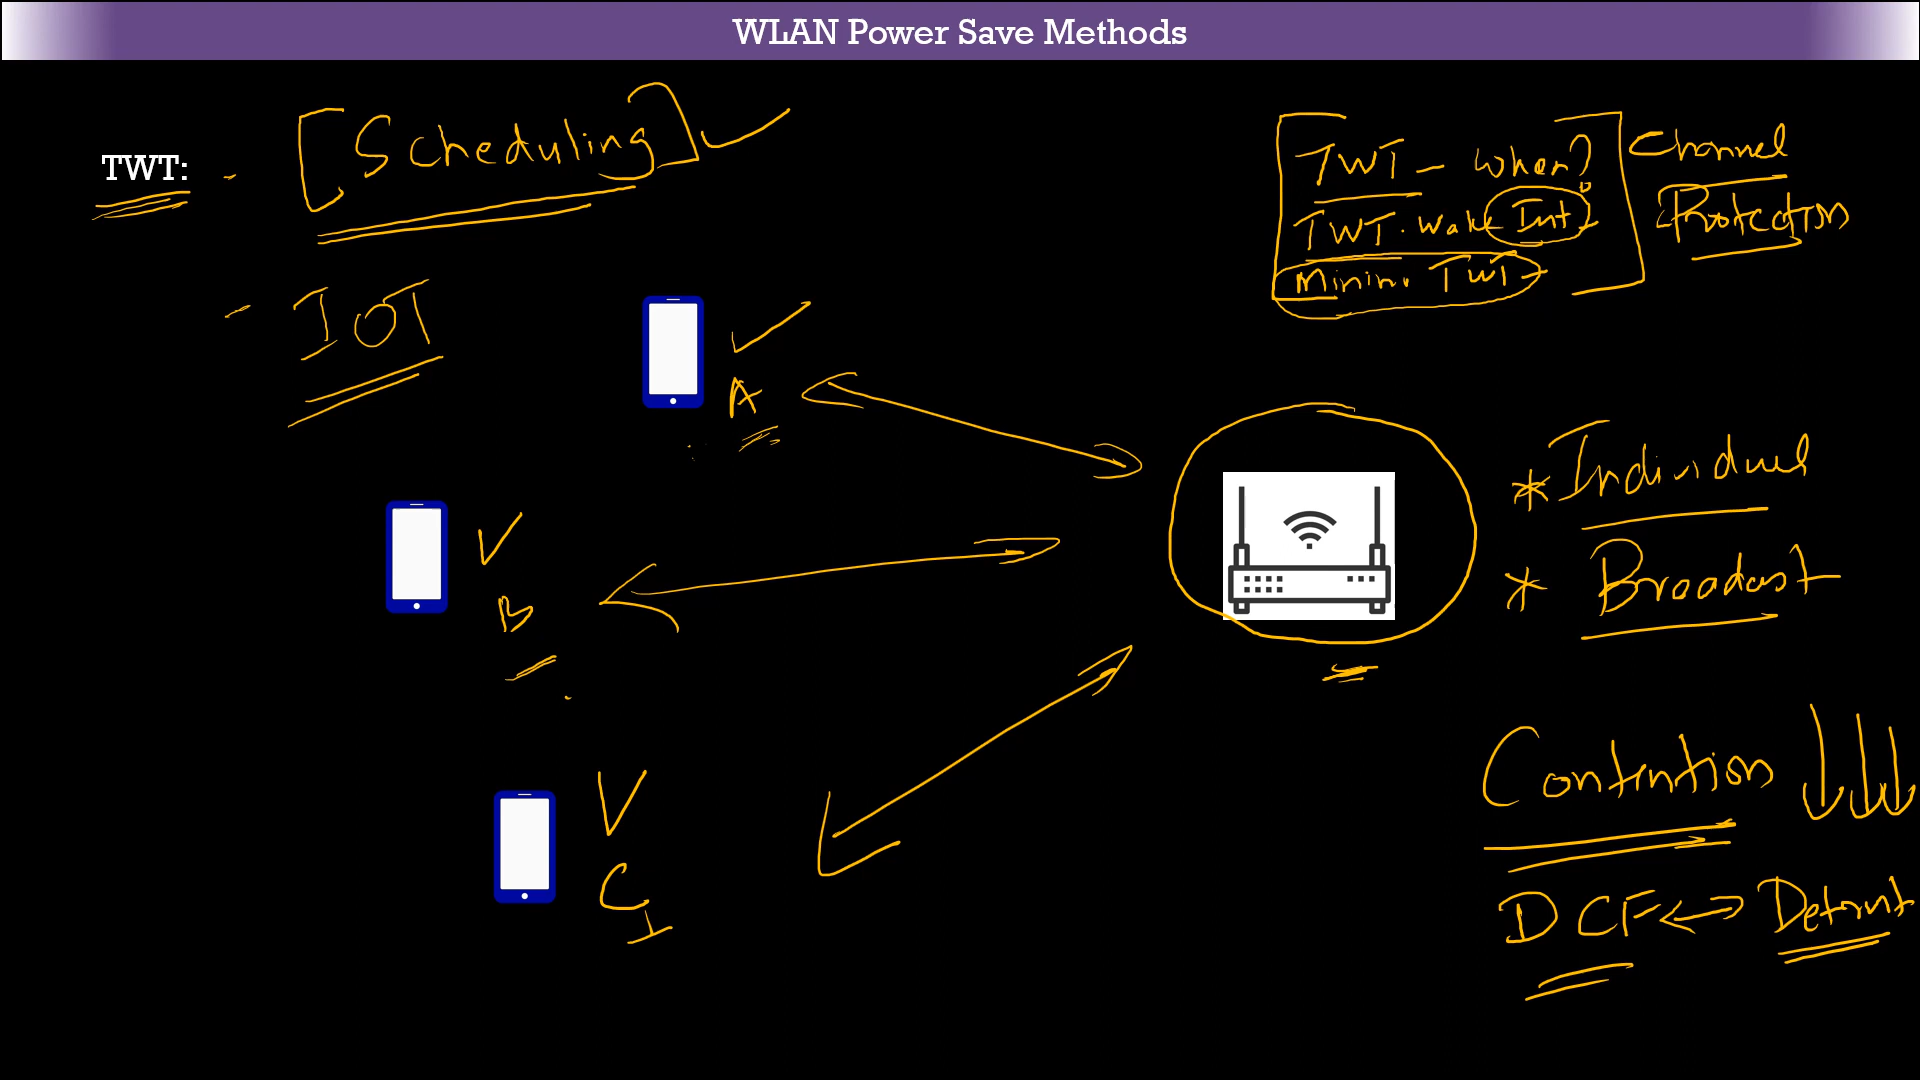 WLAN Power Save Methods
TWT: - [Scheduling]
- IOT
TWT - When?
TWT. Wake Int
Minim. TWT
Channel
Protection
A
B
C
* Individual
* Broadcast
Contention
DCF <->